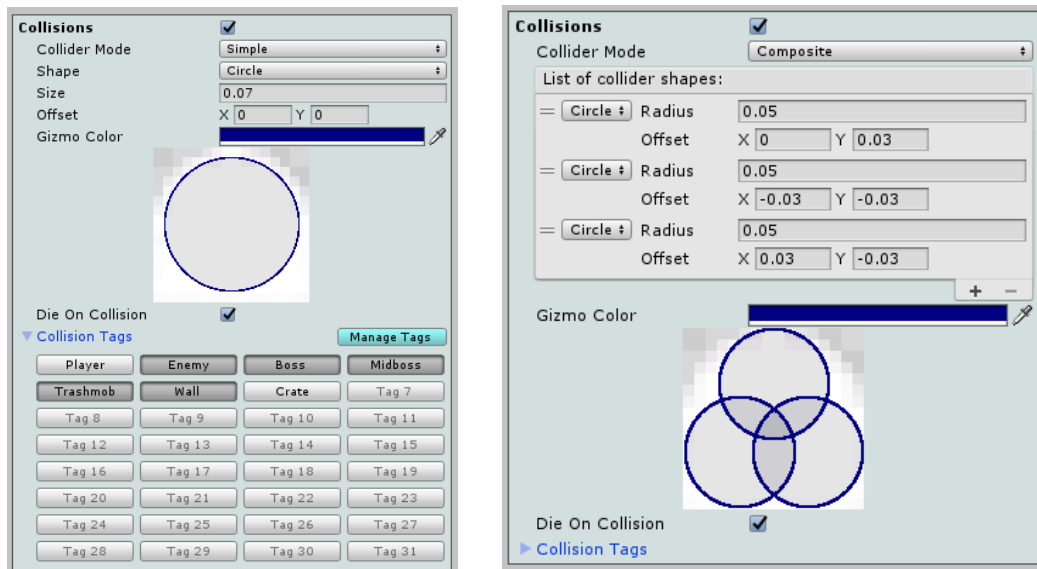 Collisions
Collider Mode Simple
Shape Circle
Size 0.07
Offset X 0 Y 0
Gizmo Color
Die On Collision
Collision Tags Manage Tags
Player Enemy Boss Midboss
Trashmob Wall Crate Tag 7
Tag 8 Tag 9 Tag 10 Tag 11
Tag 12 Tag 13 Tag 14 Tag 15
Tag 16 Tag 17 Tag 18 Tag 19
Tag 20 Tag 21 Tag 22 Tag 23
Tag 24 Tag 25 Tag 26 Tag 27
Tag 28 Tag 29 Tag 30 Tag 31
Collisions
Collider Mode Composite
List of collider shapes:
= Circle Radius 0.05
Offset X 0 Y 0.03
= Circle Radius 0.05
Offset X -0.03 Y -0.03
= Circle Radius 0.05
Offset X 0.03 Y -0.03
+ −
Gizmo Color
Die On Collision
Collision Tags